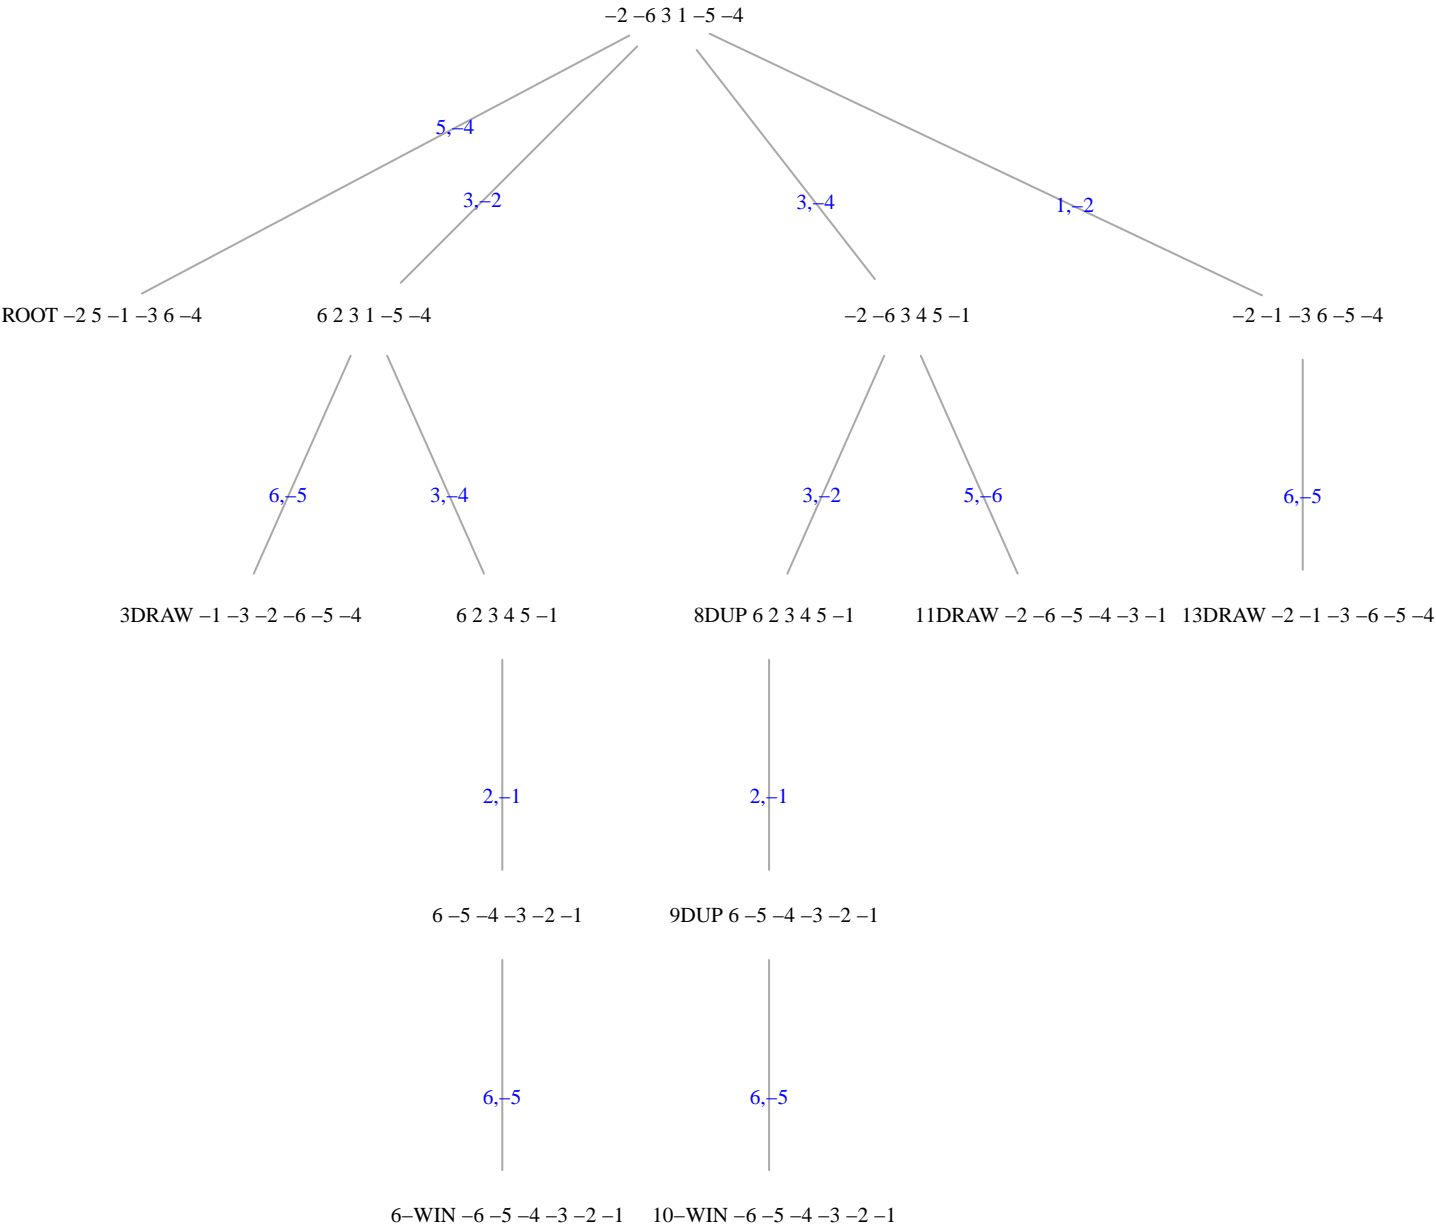 –2 –6 3 1 –5 –4
5,–4
3,–2
3,–4
1,–2
ROOT –2 5 –1 –3 6 –4
6 2 3 1 –5 –4
–2 –6 3 4 5 –1
–2 –1 –3 6 –5 –4
6,–5
3,–4
3,–2
5,–6
6,–5
3DRAW –1 –3 –2 –6 –5 –4
6 2 3 4 5 –1
8DUP 6 2 3 4 5 –1
11DRAW –2 –6 –5 –4 –3 –1
13DRAW –2 –1 –3 –6 –5 –4
2,–1
2,–1
6 –5 –4 –3 –2 –1
9DUP 6 –5 –4 –3 –2 –1
6,–5
6,–5
6–WIN –6 –5 –4 –3 –2 –1
10–WIN –6 –5 –4 –3 –2 –1